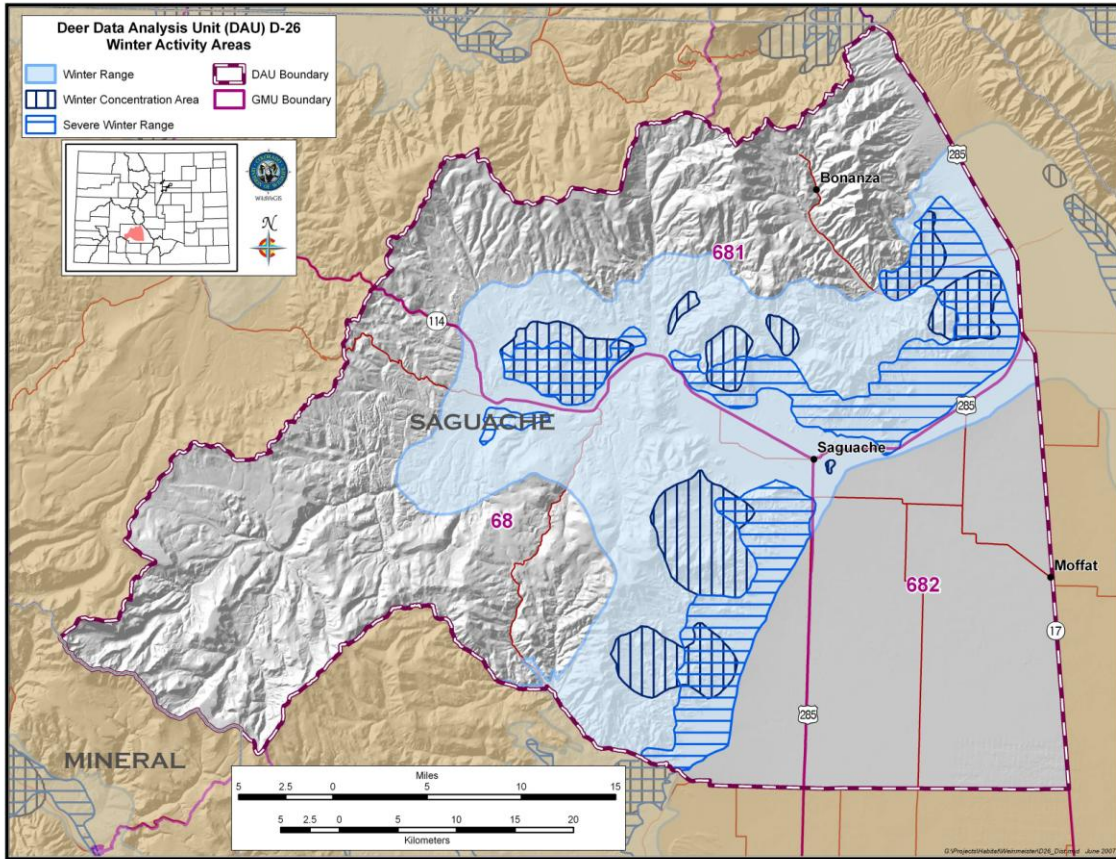 Deer Data Analysis Unit (DAU) D-26
Winter Activity Areas
Winter Range
DAU Boundary
Winter Concentration Area
GMU Boundary
Severe Winter Range
N
285
Bonanza
681
114
SAGUACHE
285
Saguache
68
Moffat
682
17
285
MINERAL
Miles
5 2.5 0 5 10 15
5 2.5 0 5 10 15 20
Kilometers
June 2007